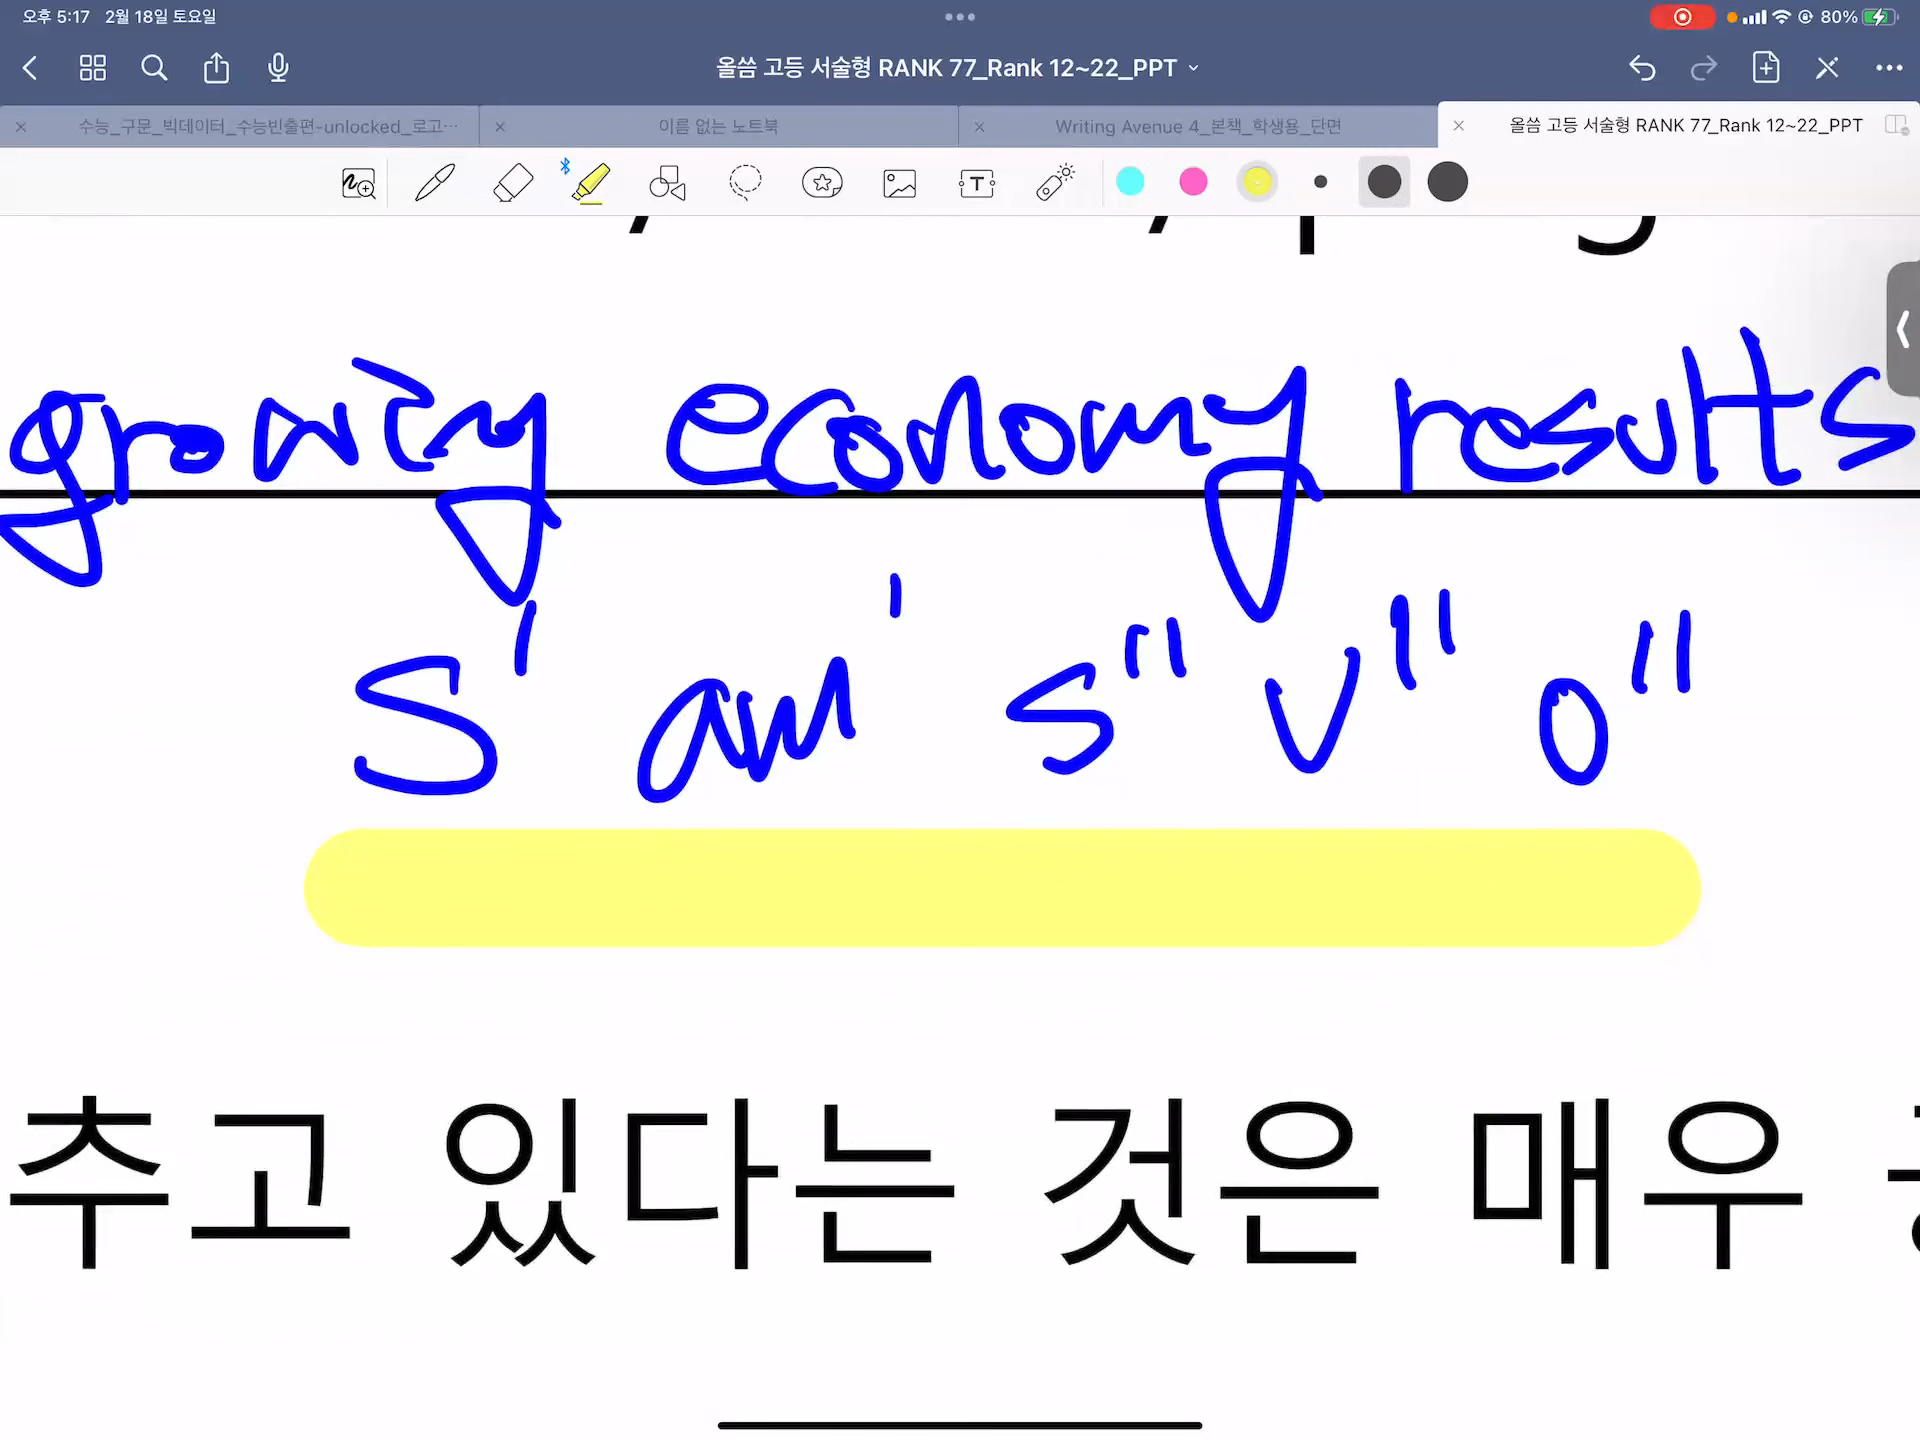 오후 5:17 2월 18일 토요일
80%
올씀 고등 서술형 RANK 77_Rank 12~22_PPT
수능_구문_빅데이터_수능빈출편-unlocked_로고…
이름 없는 노트북
Writing Avenue 4_본책_학생용_단면
올씀 고등 서술형 RANK 77_Rank 12~22_PPT
growing economy results
S' aux' s" v" o"
추고 있다는 것은 매우